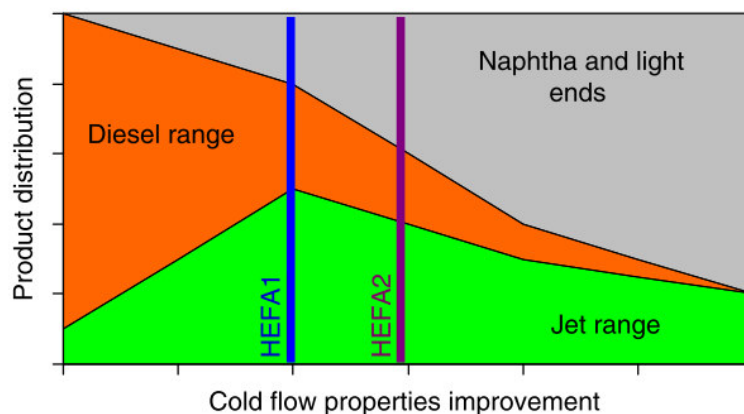 Naphtha and light
ends
Diesel range
Product distribution
HEFA1
HEFA2
Jet range
Cold flow properties improvement